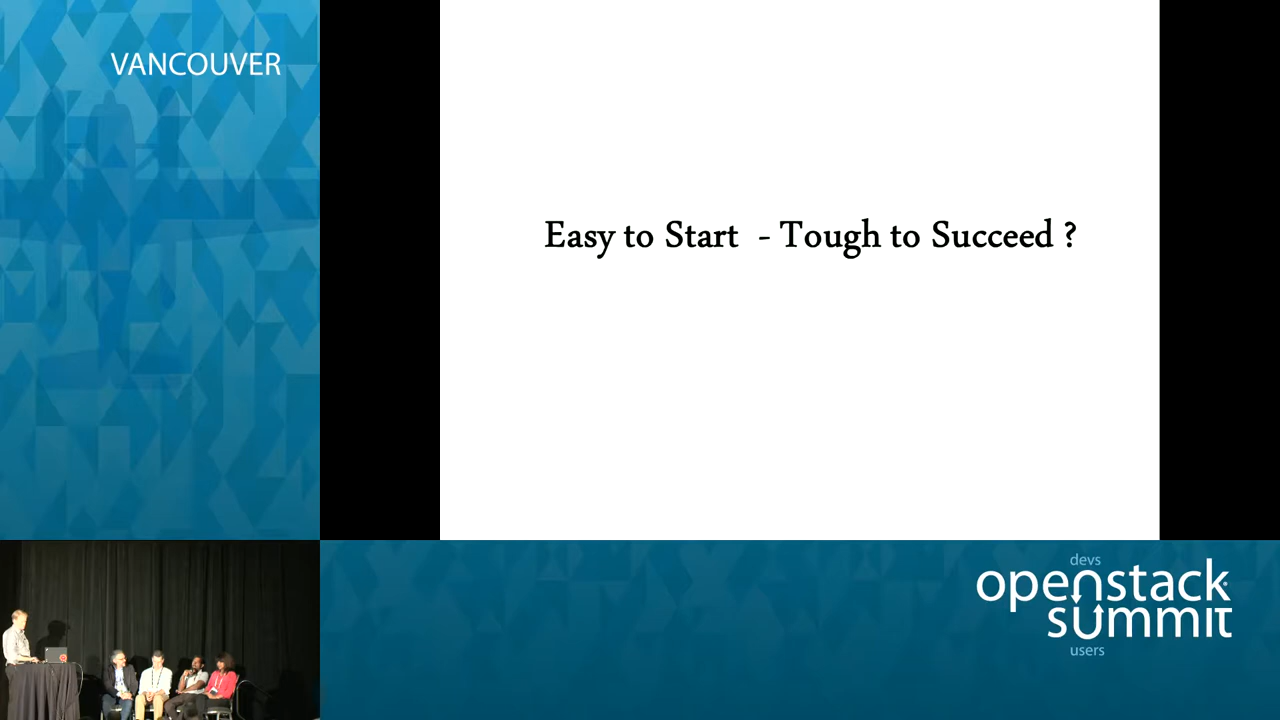 VANCOUVER
Easy to Start - Tough to Succeed ?
devs
openstack
summit
users